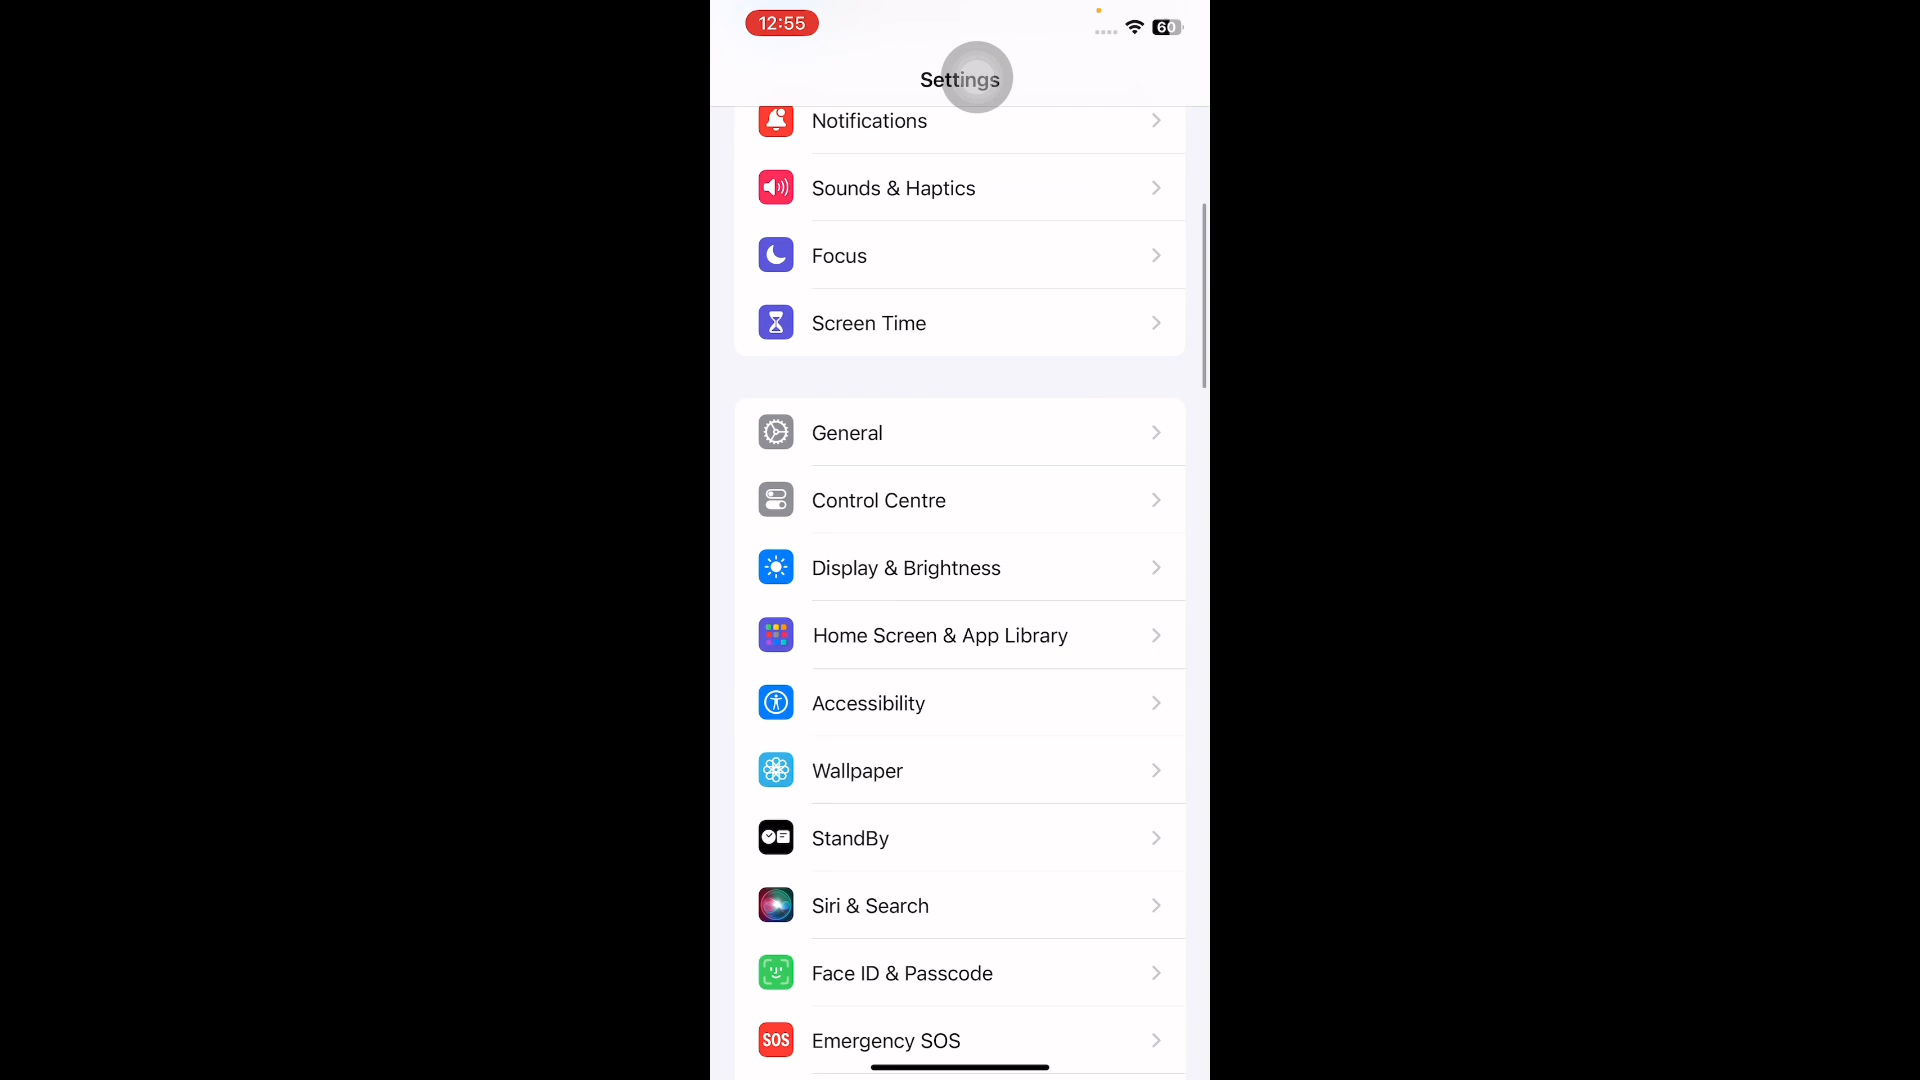 12:55
60
Settings
Notifications
Sounds & Haptics
Focus
Screen Time
General
Control Centre
Display & Brightness
Home Screen & App Library
Accessibility
Wallpaper
StandBy
Siri & Search
Face ID & Passcode
SOS
Emergency SOS